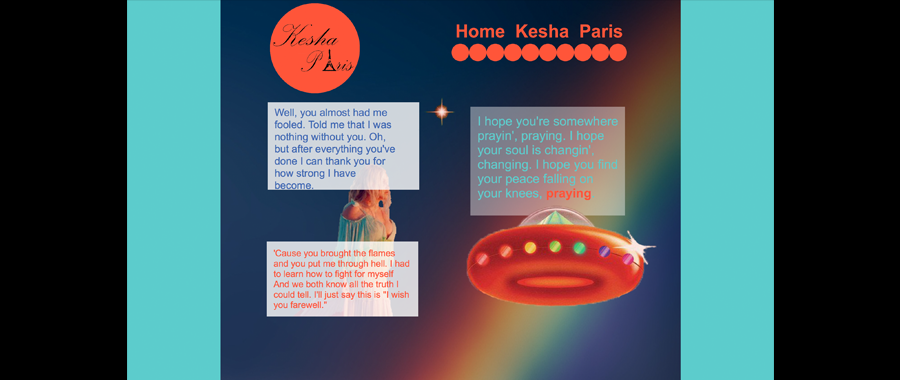 Kesha
Paris
Home Kesha Paris
Well, you almost had me
fooled. Told me that I was
nothing without you. Oh,
but after everything you've
done I can thank you for
how strong I have
become.
I hope you're somewhere
prayin', praying. I hope
your soul is changin',
changing. I hope you find
your peace falling on
your knees, praying
'Cause you brought the flames
and you put me through hell. I had
to learn how to fight for myself
And we both know all the truth I
could tell. I'll just say this is "I wish
you farewell."